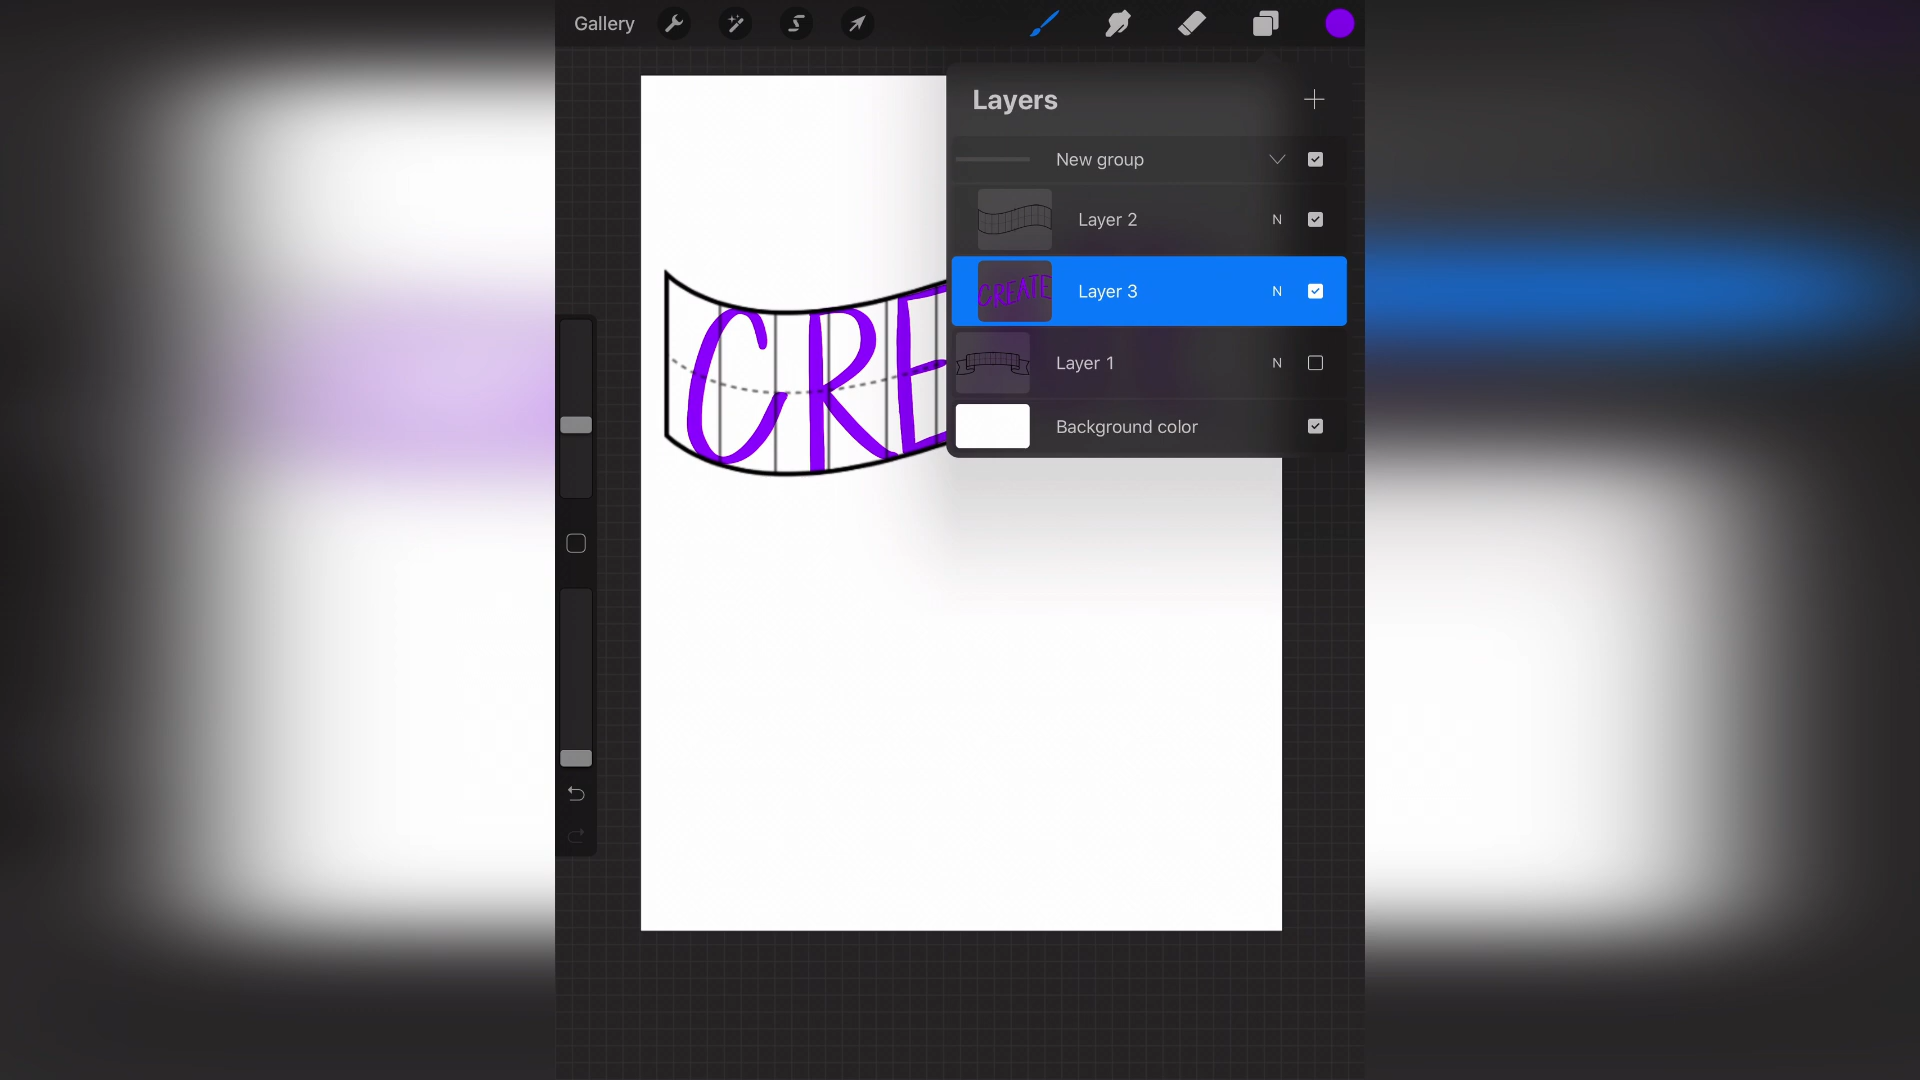 Gallery
Layers
New group
Layer 2 N
CREATE Layer 3 N
Layer 1 N
Background color
CRE